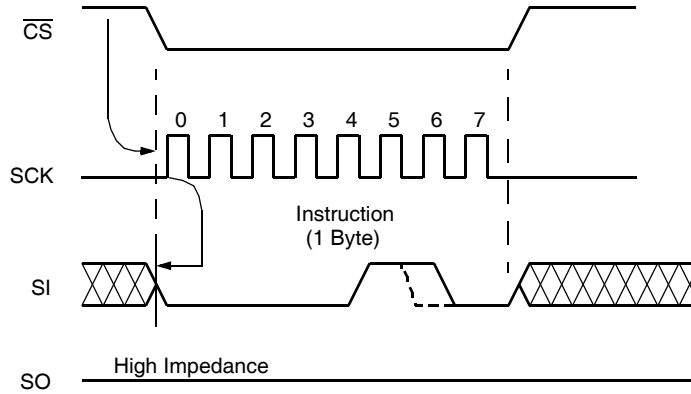 CS
0 1 2 3 4 5 6 7
SCK
Instruction
(1 Byte)
SI
High Impedance
SO